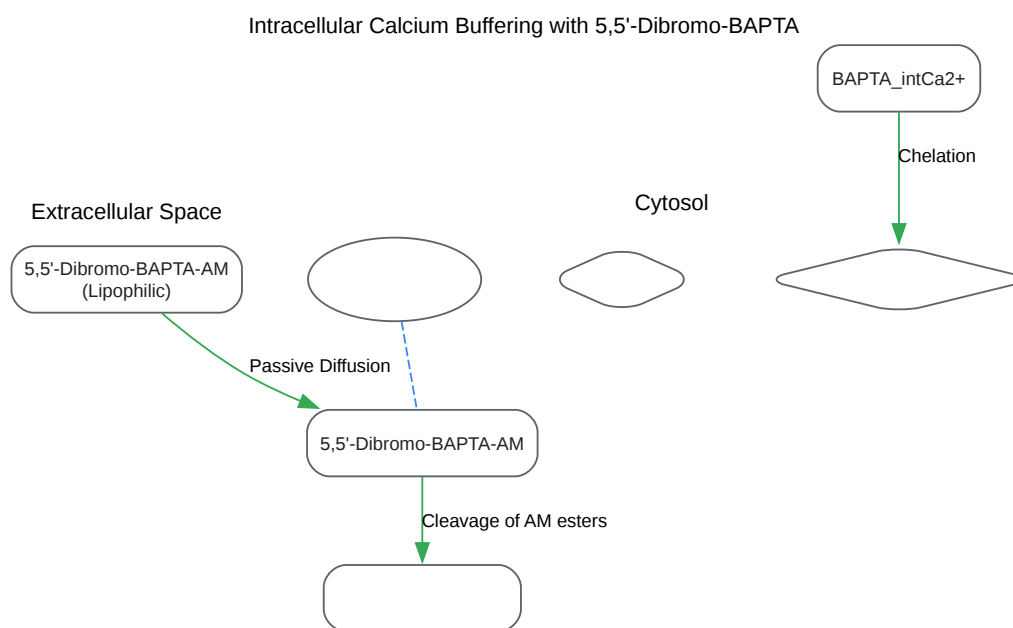 Intracellular Calcium Buffering with 5,5'-Dibromo-BAPTA
BAPTA_intCa2+
Chelation
Extracellular Space
Cytosol
5,5'-Dibromo-BAPTA-AM
(Lipophilic)
Passive Diffusion
5,5'-Dibromo-BAPTA-AM
Cleavage of AM esters